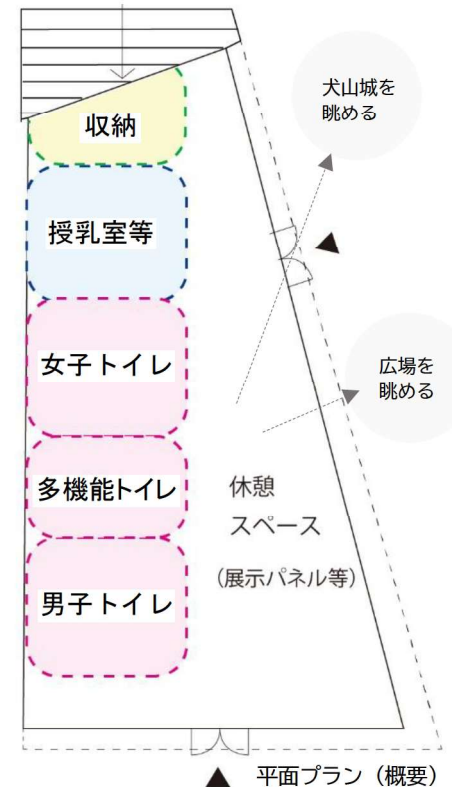 犬山城を
眺める
収納
授乳室等
女子トイレ
広場を
眺める
多機能トイレ
休憩
スペース
（展示パネル等）
男子トイレ
平面プラン（概要）